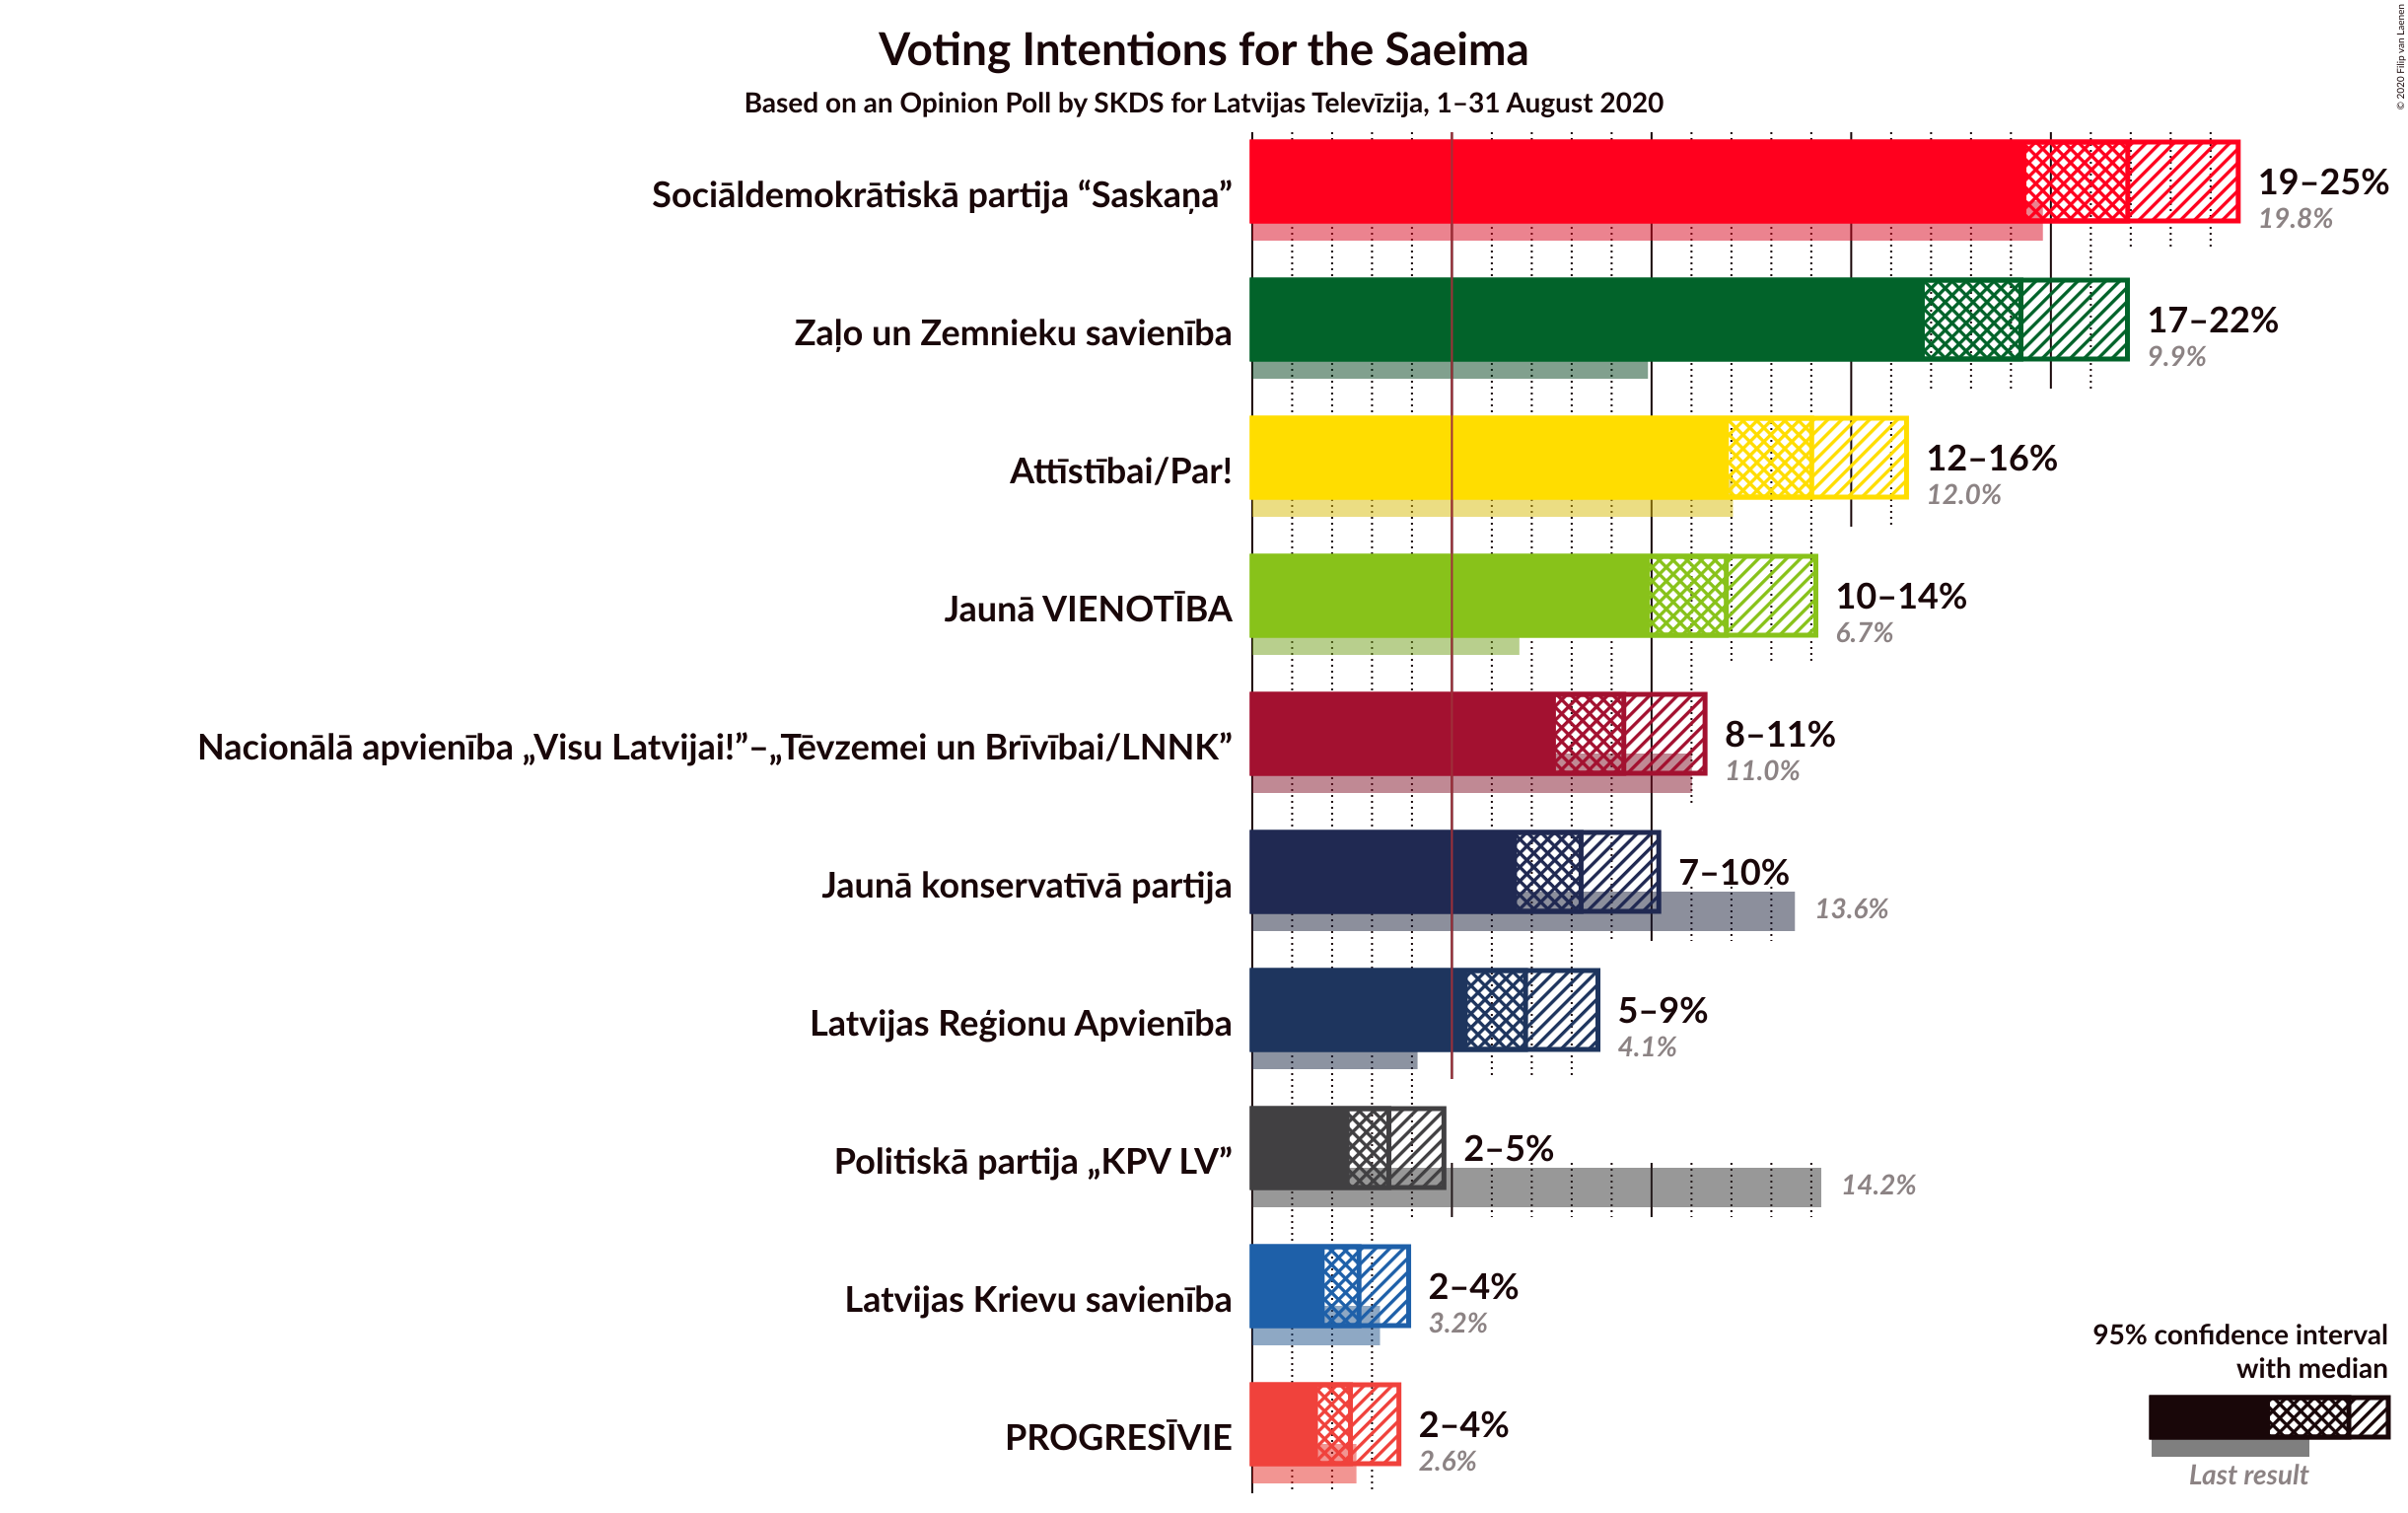 Voting Intentions for the Saeima
Based on an Opinion Poll by SKDS for Latvijas Televīzija, 1–31 August 2020
© 2020 Filip van Laenen
Sociāldemokrātiskā partija “Saskaņa”
19–25%
19.8%
Zaļo un Zemnieku savienība
17–22%
9.9%
Attīstībai/Par!
12–16%
12.0%
Jaunā VIENOTĪBA
10–14%
6.7%
Nacionālā apvienība „Visu Latvijai!”–„Tēvzemei un Brīvībai/LNNK”
8–11%
11.0%
Jaunā konservatīvā partija
7–10%
13.6%
Latvijas Reģionu Apvienība
5–9%
4.1%
Politiskā partija „KPV LV”
2–5%
14.2%
Latvijas Krievu savienība
2–4%
3.2%
PROGRESĪVIE
2–4%
2.6%
95% confidence interval
with median
Last result